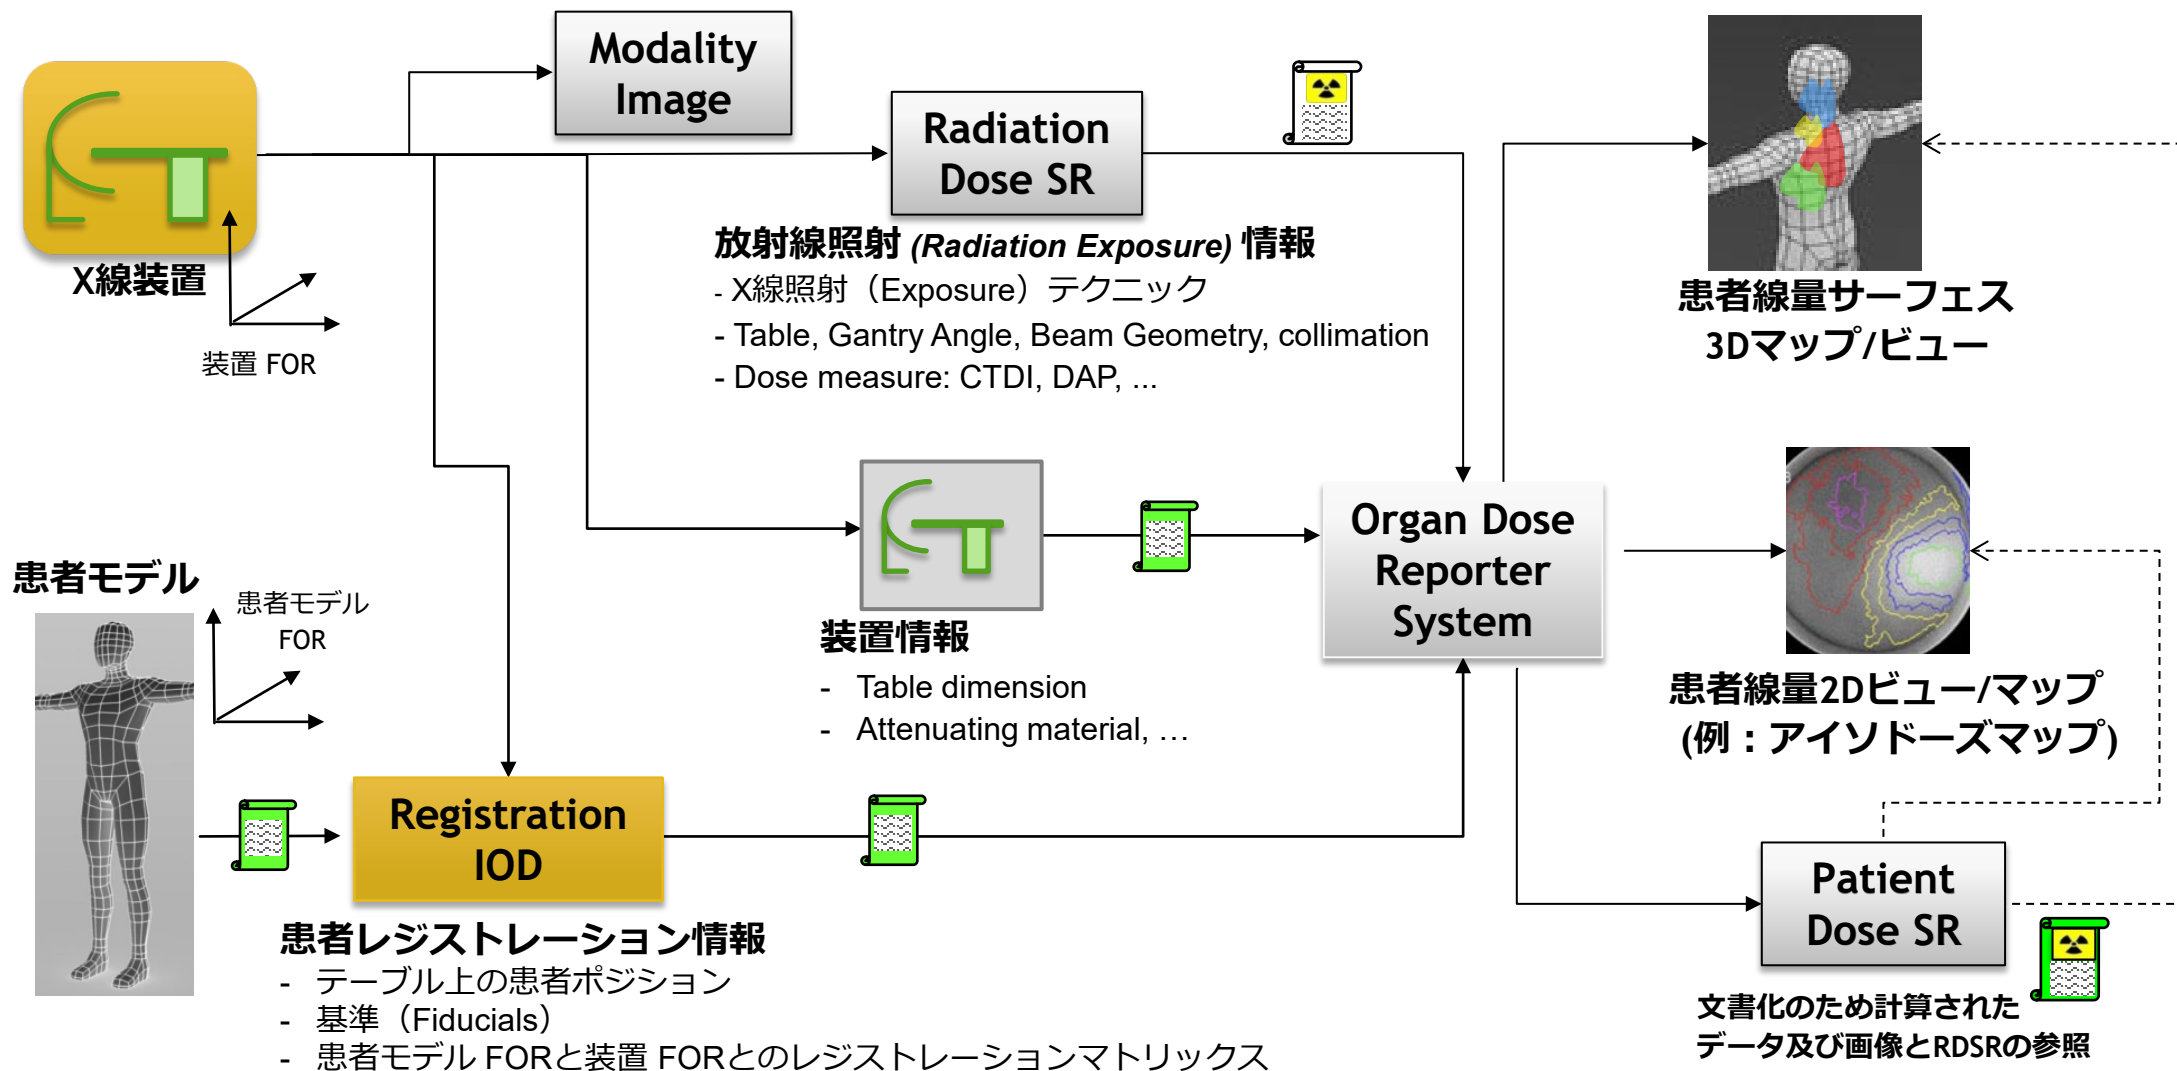 Modality
Image
Radiation
Dose SR
X線装置
装置 FOR
放射線照射 (Radiation Exposure) 情報
- X線照射（Exposure）テクニック
- Table, Gantry Angle, Beam Geometry, collimation
- Dose measure: CTDI, DAP, ...
患者線量サーフェス
3Dマップ/ビュー
Organ Dose
Reporter
System
患者モデル
患者モデル
FOR
装置情報
- Table dimension
- Attenuating material, …
患者線量2Dビュー/マップ
(例：アイソドーズマップ)
Registration
IOD
患者レジストレーション情報
- テーブル上の患者ポジション
- 基準（Fiducials）
- 患者モデル FORと装置 FORとのレジストレーションマトリックス
Patient
Dose SR
文書化のため計算された
データ及び画像とRDSRの参照